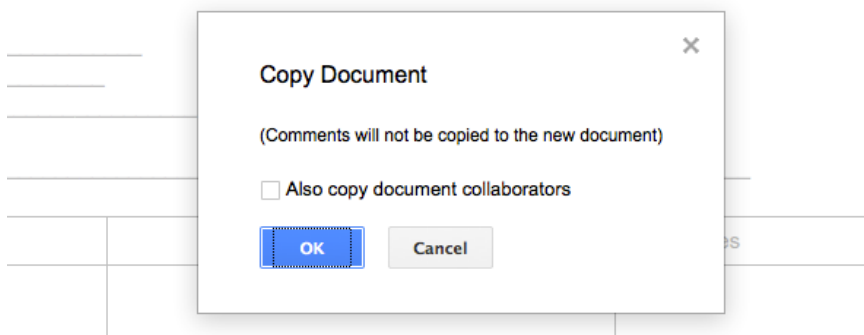 Copy Document
(Comments will not be copied to the new document)
Also copy document collaborators
OK
Cancel